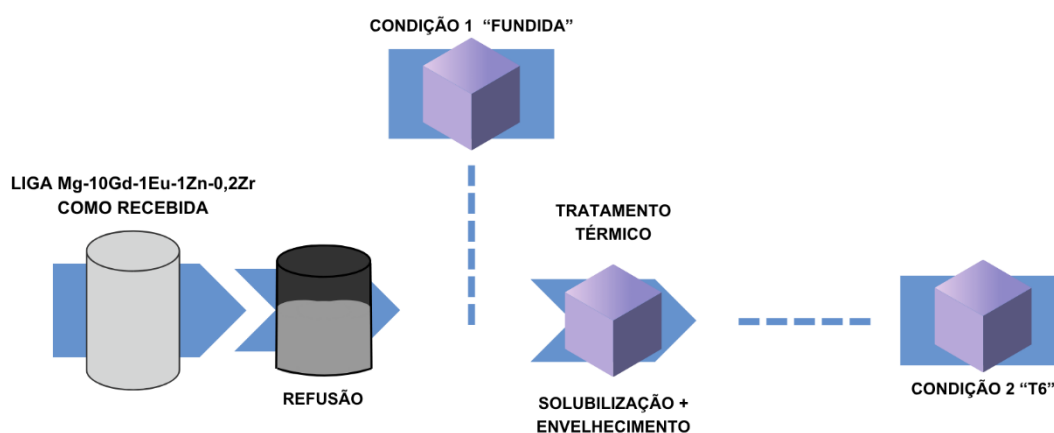 CONDIÇÃO 1 “FUNDIDA”
LIGA Mg-10Gd-1Eu-1Zn-0,2Zr
COMO RECEBIDA
REFUSÃO
TRATAMENTO
TÉRMICO
SOLUBILIZAÇÃO +
ENVELHECIMENTO
CONDIÇÃO 2 “T6”